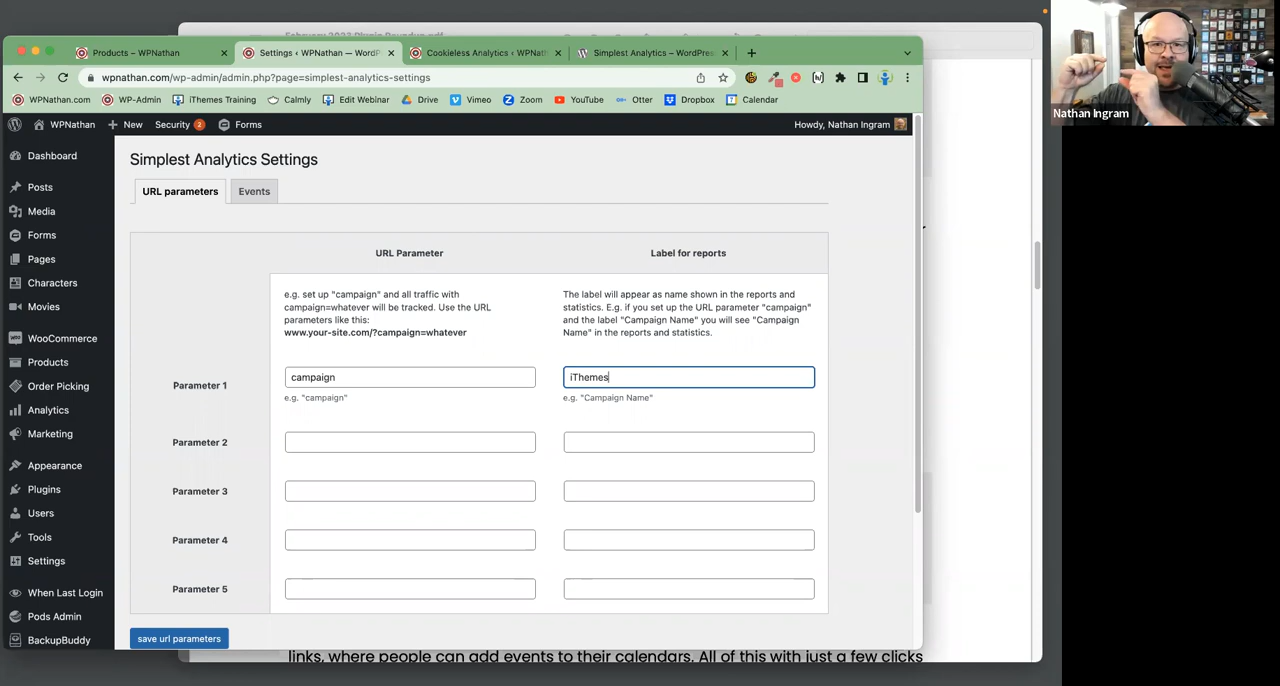 February 2023 Plugin Roundup.pdf
Products – WPNathan
Settings ‹ WPNathan — WordP
Cookieless Analytics ‹ WPNath
Simplest Analytics – WordPres
wpnathan.com/wp-admin/admin.php?page=simplest-analytics-settings
WPNathan.com
WP-Admin
iThemes Training
Calmly
Edit Webinar
Drive
Vimeo
Zoom
YouTube
Otter
Dropbox
Calendar
WPNathan
New
Security 2
Forms
Howdy, Nathan Ingram
Nathan Ingram
Dashboard
Posts
Media
Forms
Pages
Characters
Movies
WooCommerce
Products
Order Picking
Analytics
Marketing
Appearance
Plugins
Users
Tools
Settings
When Last Login
Pods Admin
BackupBuddy
Simplest Analytics Settings
URL parameters
Events
URL Parameter
Label for reports
e.g. set up "campaign" and all traffic with
campaign=whatever will be tracked. Use the URL
parameters like this:
www.your-site.com/?campaign=whatever
The label will appear as name shown in the reports and
statistics. E.g. if you set up the URL parameter "campaign"
and the label "Campaign Name" you will see "Campaign
Name" in the reports and statistics.
Parameter 1
campaign
iThemes
e.g. "campaign"
e.g. "Campaign Name"
Parameter 2
Parameter 3
Parameter 4
Parameter 5
save url parameters
links, where people can add events to their calendars. All of this with just a few clicks